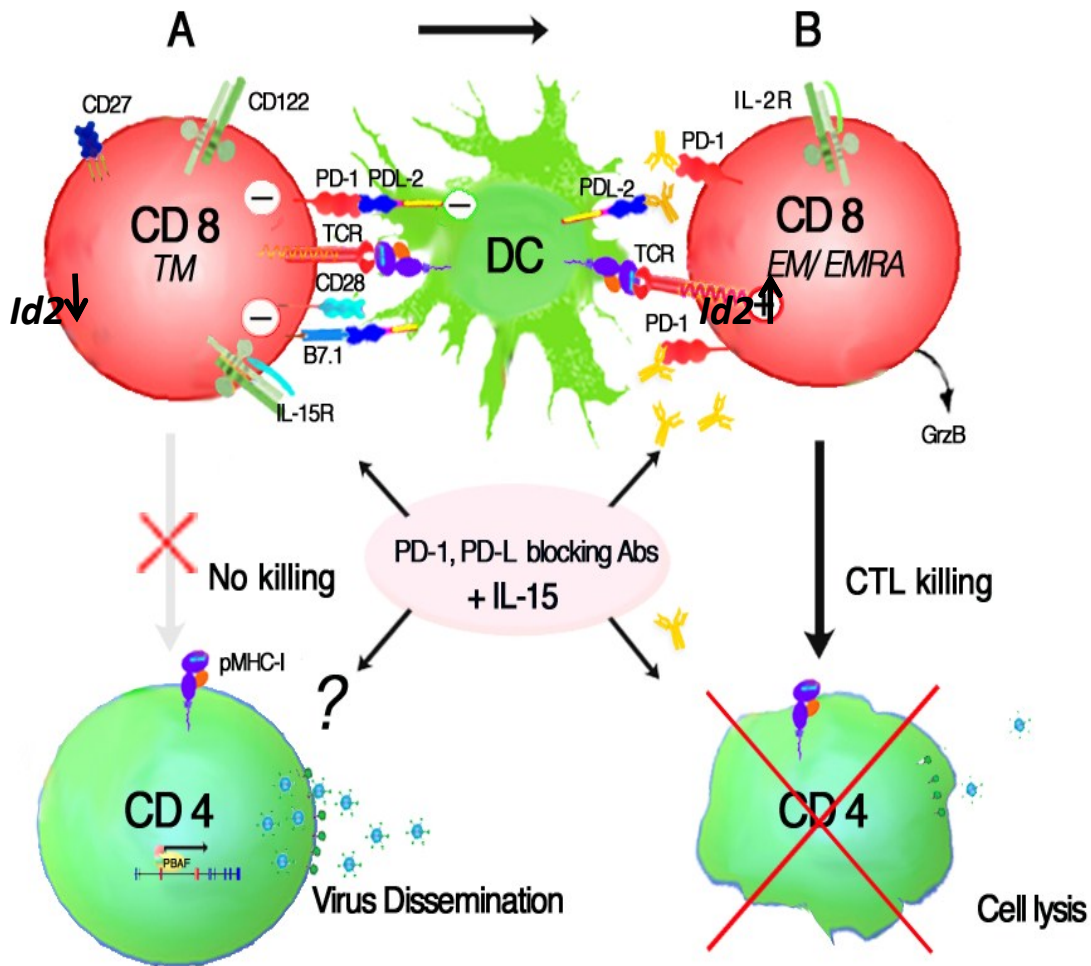 A
B
CD27
CD122
IL-2R
PD-1
PD-1 PDL-2
PDL-2
CD 8
TM
TCR
DC
TCR
CD 8
EM/ EMRA
Id2
CD28
Id2
PD-1
B7.1
IL-15R
GrzB
PD-1, PD-L blocking Abs
+ IL-15
No killing
CTL killing
pMHC-I
?
CD 4
PBAF
CD 4
Virus Dissemination
Cell lysis